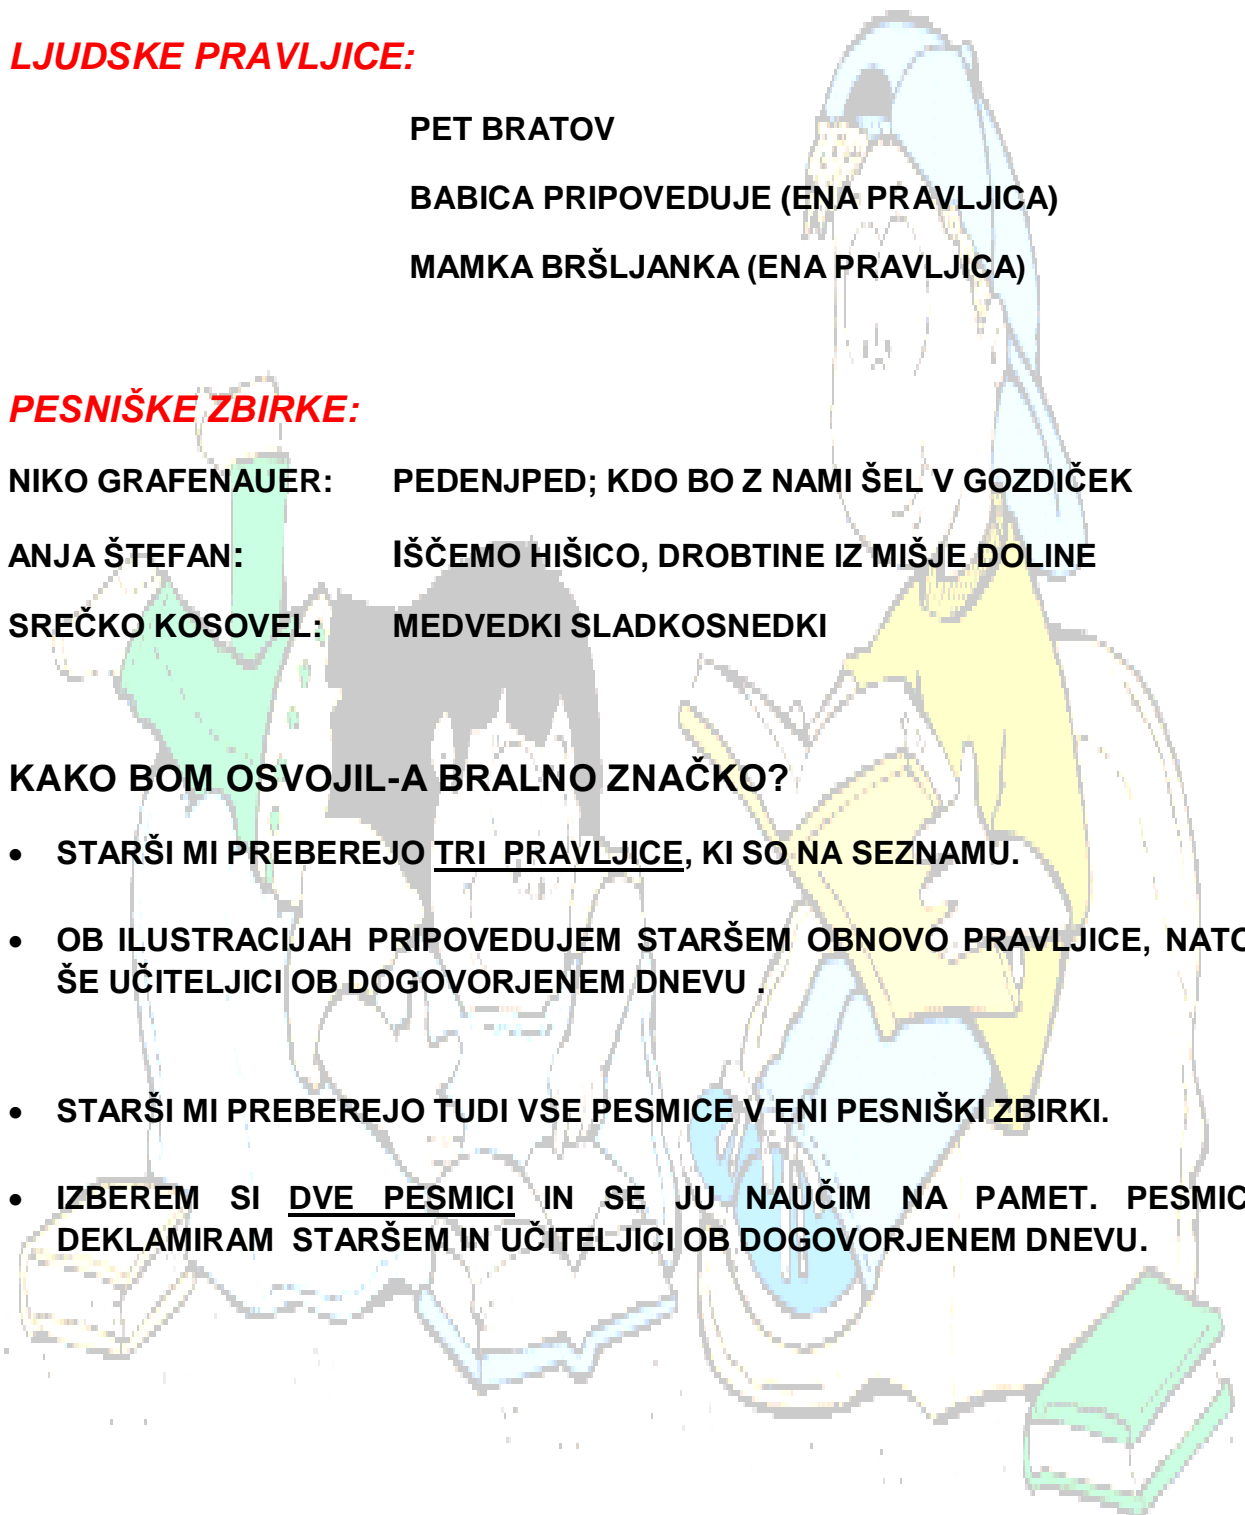 LJUDSKE PRAVLJICE:
PET BRATOV
BABICA PRIPOVEDUJE (ENA PRAVLJICA)
MAMKA BRŠLJANKA (ENA PRAVLJICA)
PESNIŠKE ZBIRKE:
NIKO GRAFENAUER: PEDENJPED; KDO BO Z NAMI ŠEL V GOZDIČEK
ANJA ŠTEFAN: IŠČEMO HIŠICO, DROBTINE IZ MIŠJE DOLINE
SREČKO KOSOVEL: MEDVEDKI SLADKOSNEDKI
KAKO BOM OSVOJIL-A BRALNO ZNAČKO?
• STARŠI MI PREBEREJO TRI PRAVLJICE, KI SO NA SEZNAMU.
• OB ILUSTRACIJAH PRIPOVEDUJEM STARŠEM OBNOVO PRAVLJICE, NATO
ŠE UČITELJICI OB DOGOVORJENEM DNEVU .
• STARŠI MI PREBEREJO TUDI VSE PESMICE V ENI PESNIŠKI ZBIRKI.
• IZBEREM SI DVE PESMICI IN SE JU NAUČIM NA PAMET. PESMIC
DEKLAMIRAM STARŠEM IN UČITELJICI OB DOGOVORJENEM DNEVU.